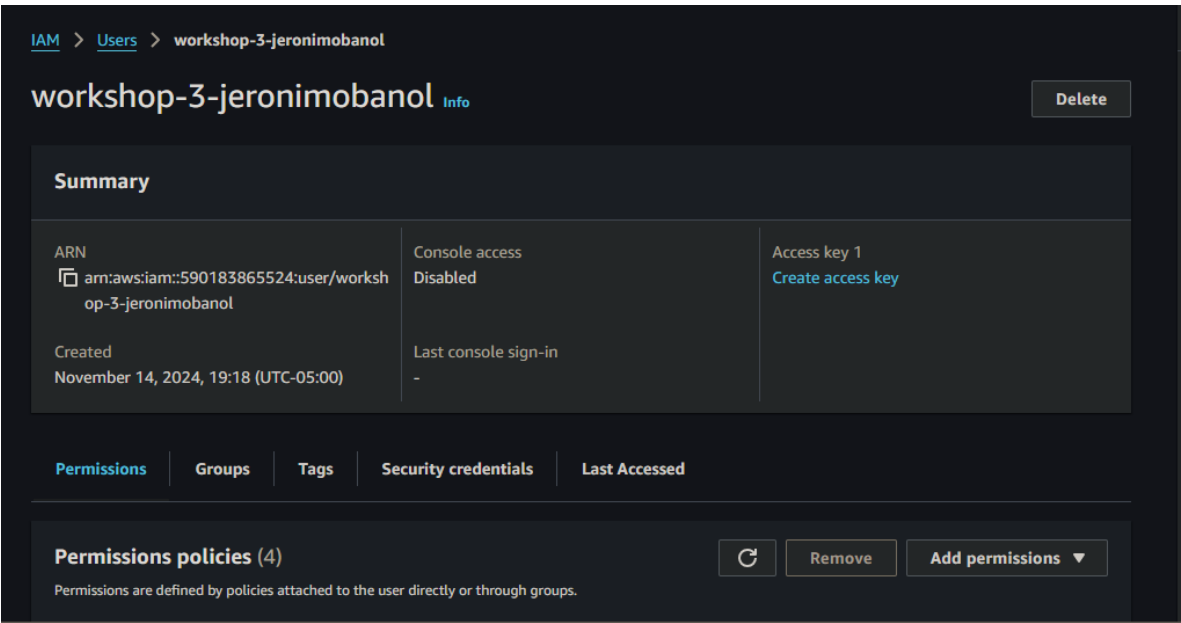 IAM > Users > workshop-3-jeronimobanol
workshop-3-jeronimobanol Info
Delete
Summary
ARN
arn:aws:iam::590183865524:user/worksh
op-3-jeronimobanol
Created
November 14, 2024, 19:18 (UTC-05:00)
Console access
Disabled
Last console sign-in
-
Access key 1
Create access key
Permissions
Groups
Tags
Security credentials
Last Accessed
Permissions policies (4)
Remove
Add permissions
Permissions are defined by policies attached to the user directly or through groups.